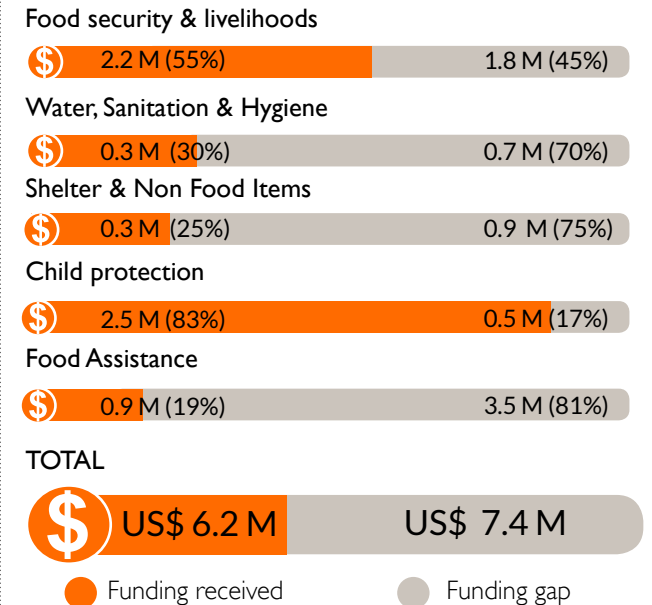 Food security & livelihoods
$ 2.2 M (55%) 1.8 M (45%)
Water, Sanitation & Hygiene
$ 0.3 M (30%) 0.7 M (70%)
Shelter & Non Food Items
$ 0.3 M (25%) 0.9 M (75%)
Child protection
$ 2.5 M (83%) 0.5 M (17%)
Food Assistance
$ 0.9 M (19%) 3.5 M (81%)
TOTAL
$ US$ 6.2 M US$ 7.4 M
Funding received Funding gap